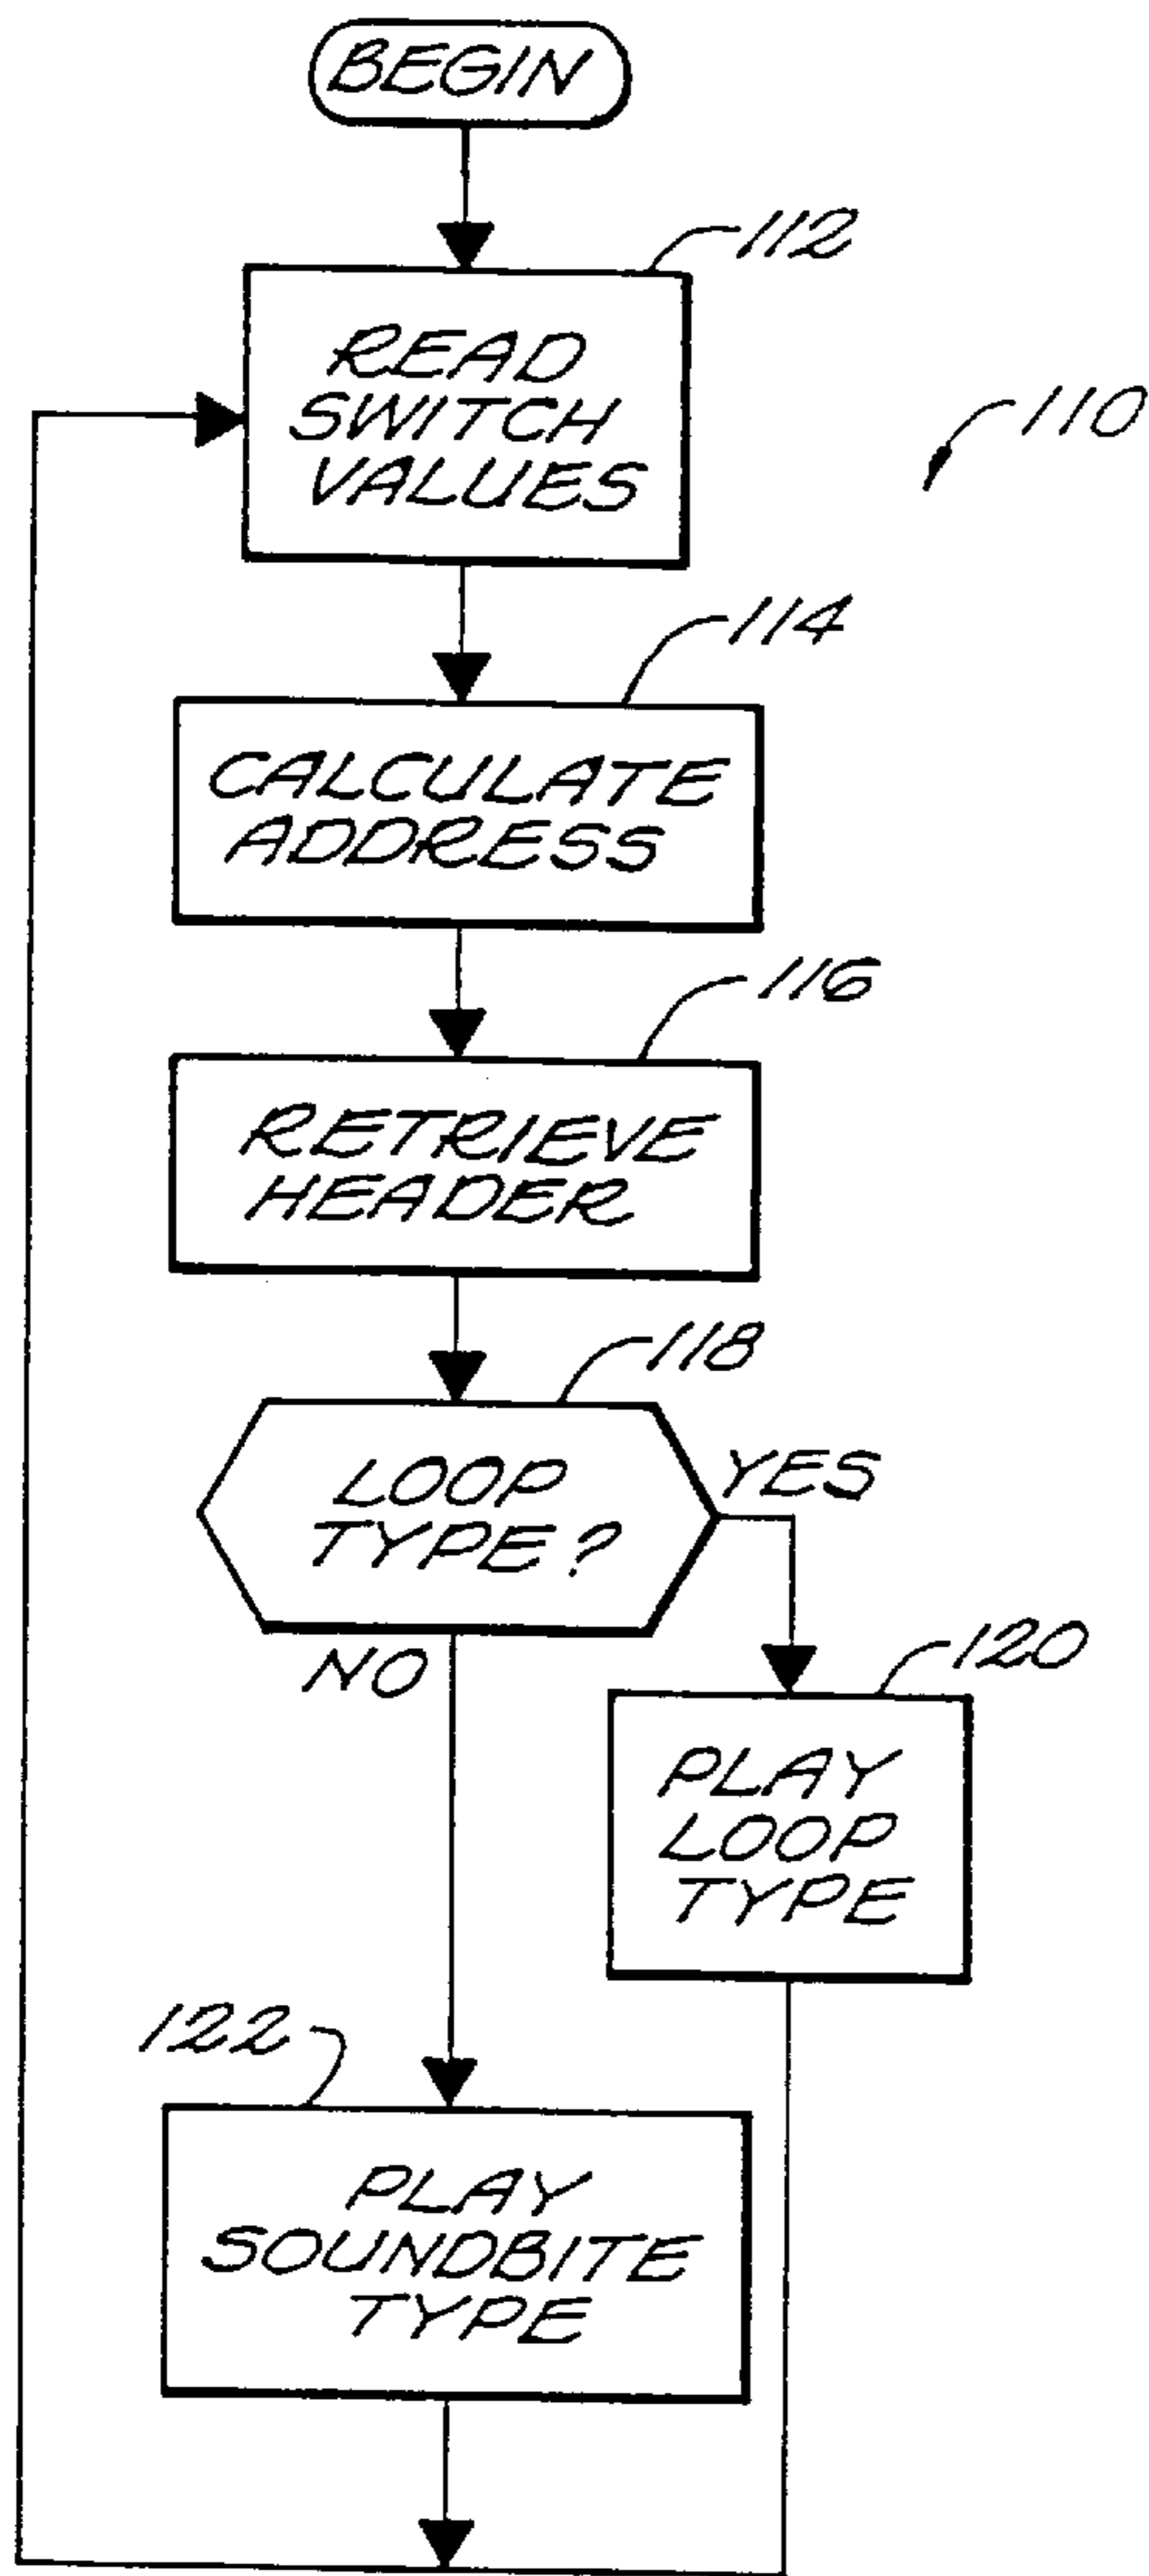 BEGIN
112
READ
SWITCH
VALUES
110
114
CALCULATE
ADDRESS
116
RETRIEVE
HEADER
118
LOOP
TYPE?
YES
NO
120
PLAY
LOOP
TYPE
122
PLAY
SOUNDBITE
TYPE